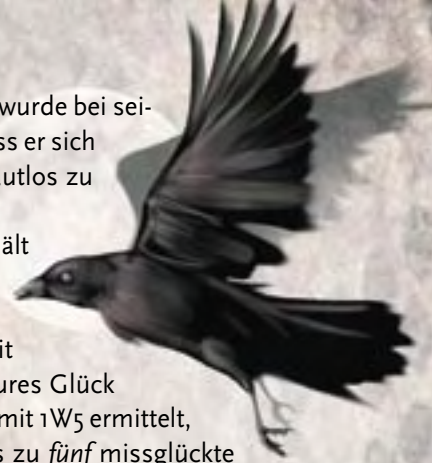 wurde bei sei-
ss er sich
utlos zu
ält
it
ures Glück
mit 1W5 ermittelt,
s zu fünf missglückte